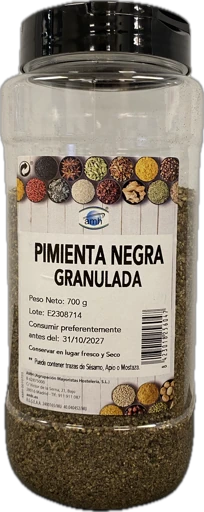 amh
PIMIENTA NEGRA
GRANULADA
Peso Neto: 700 g
Lote: E2308714
Consumir preferentemente
antes del: 31/10/2027
Conservar en lugar fresco y Seco
** Puede contener trazas de Sésamo, Apio o Mostaza.